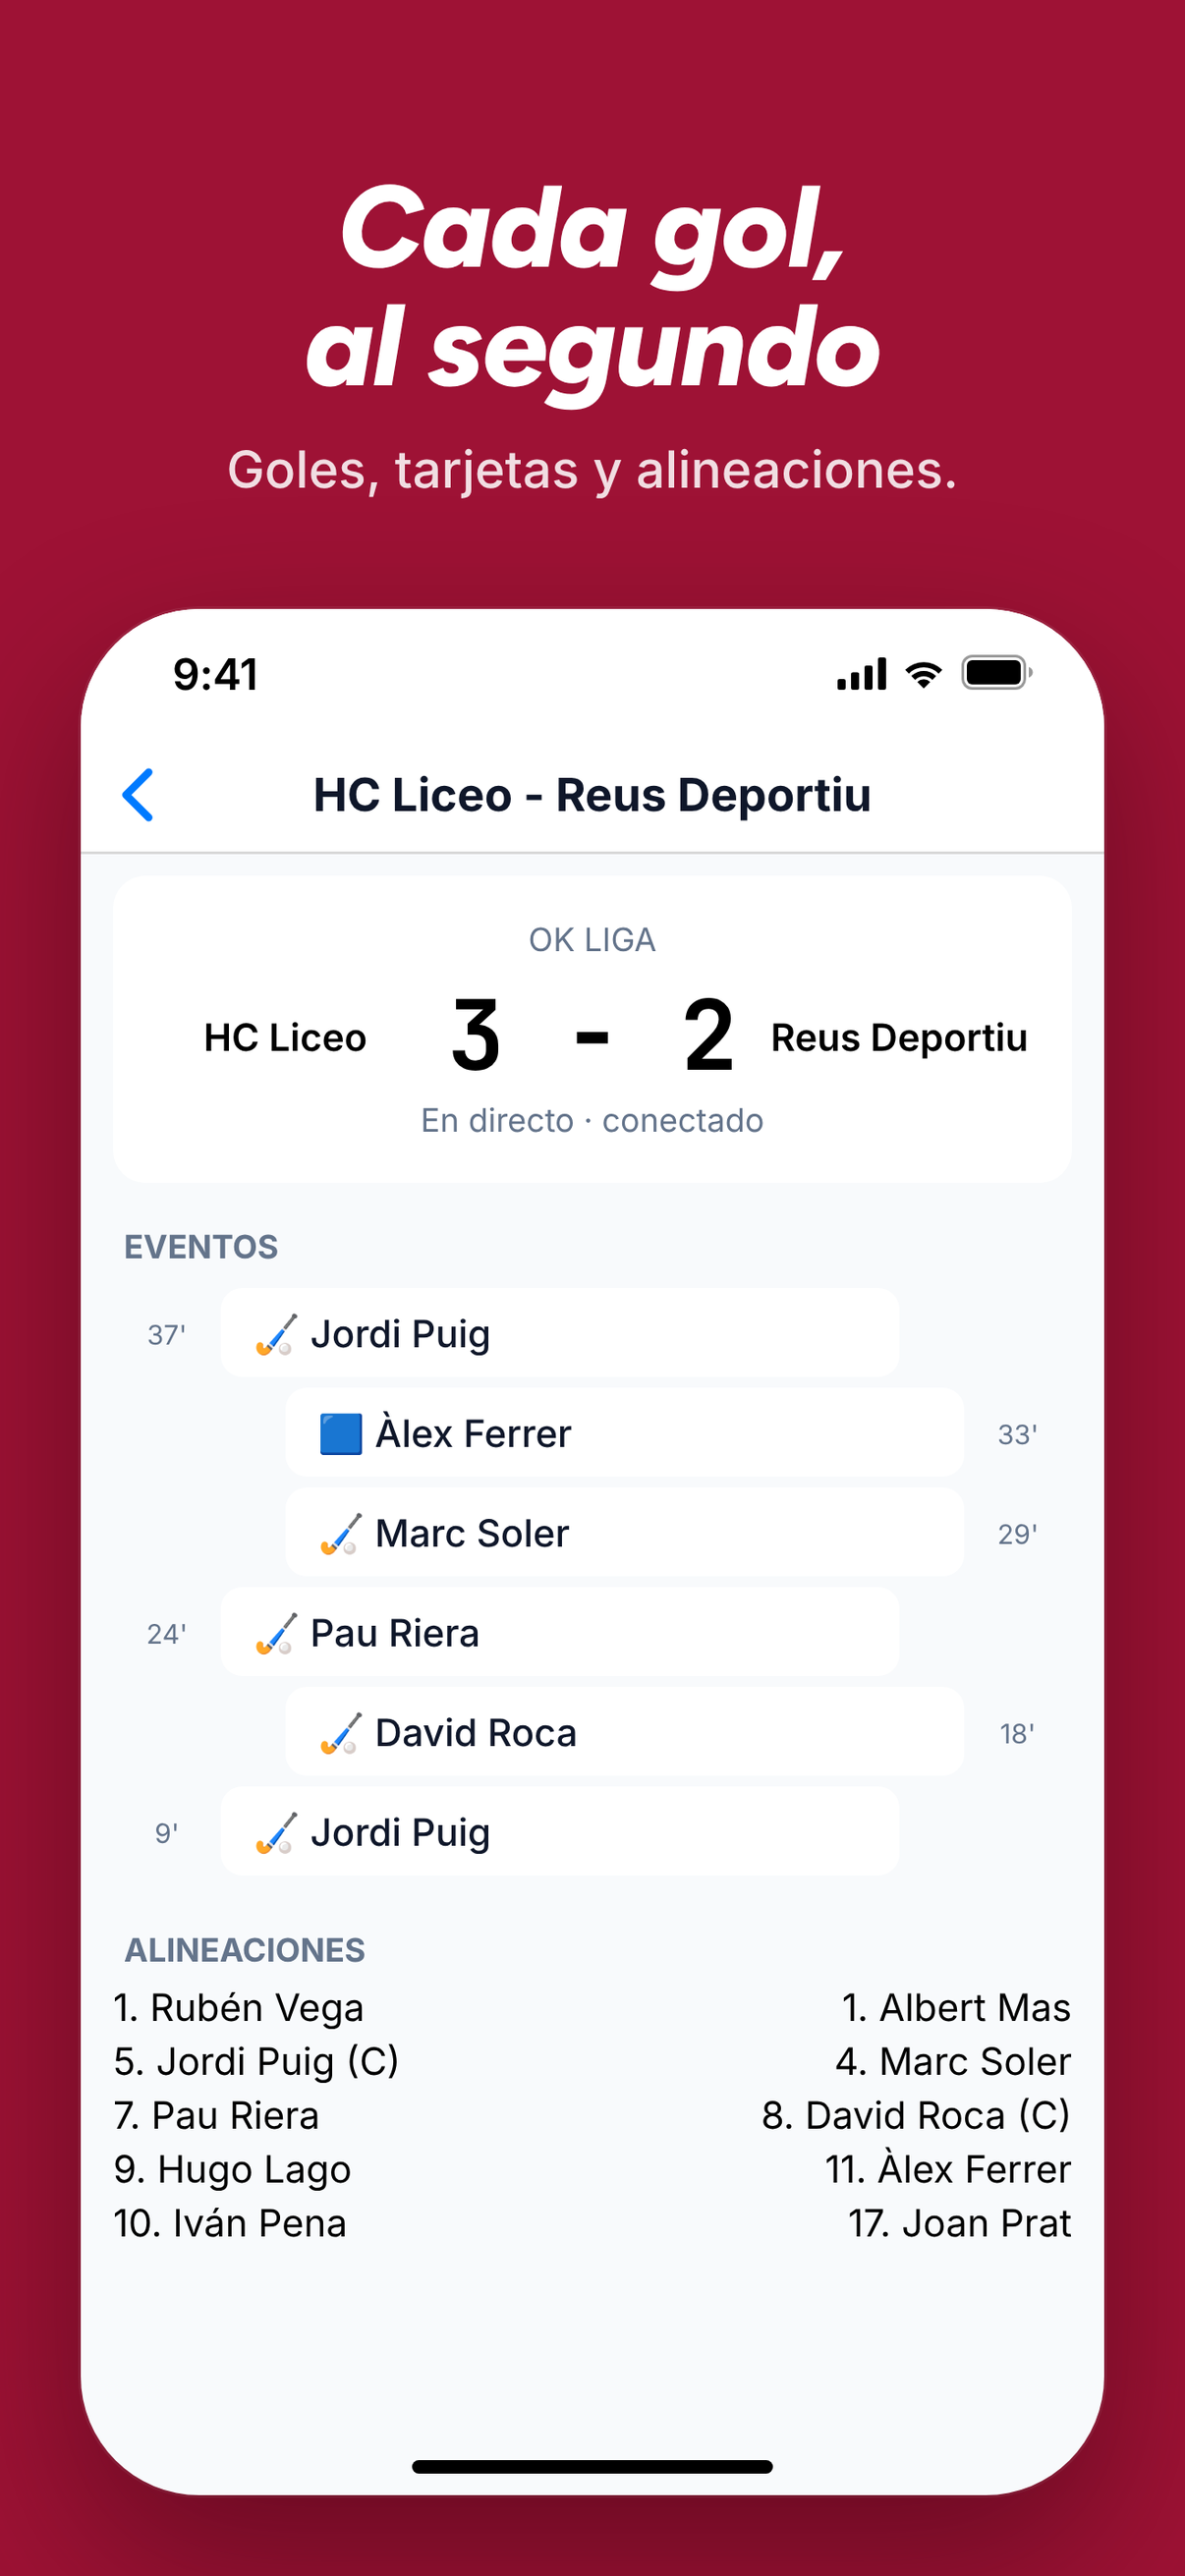 Cada gol,
al segundo
Goles, tarjetas y alineaciones.
9:41
HC Liceo - Reus Deportiu
OK LIGA
HC Liceo 3 - 2 Reus Deportiu
En directo · conectado
EVENTOS
37' Jordi Puig
Àlex Ferrer 33'
Marc Soler 29'
24' Pau Riera
David Roca 18'
9' Jordi Puig
ALINEACIONES
1. Rubén Vega 1. Albert Mas
5. Jordi Puig (C) 4. Marc Soler
7. Pau Riera 8. David Roca (C)
9. Hugo Lago 11. Àlex Ferrer
10. Iván Pena 17. Joan Prat